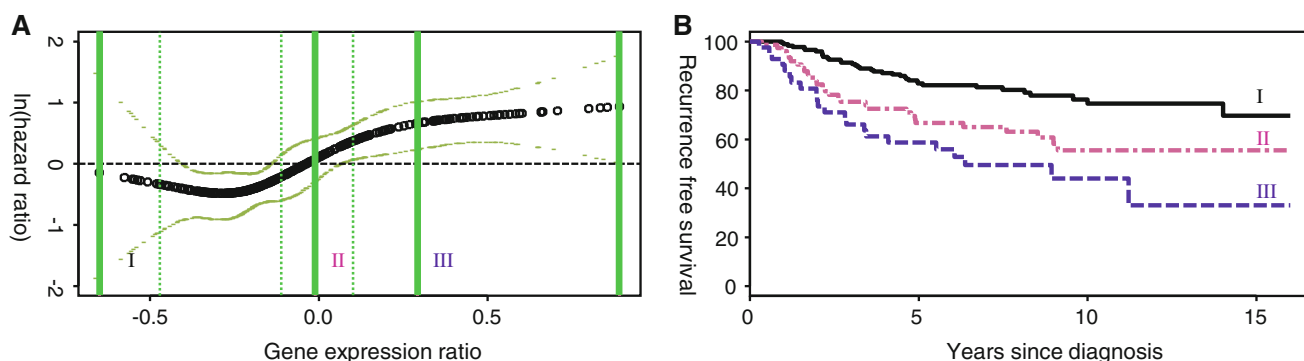 A
ln(hazard ratio)
2
1
0
-1
-2
I
II
III
-0.5
0.0
0.5
Gene expression ratio
B
Recurrence free survival
100
80
60
40
20
0
I
II
III
0
5
10
15
Years since diagnosis